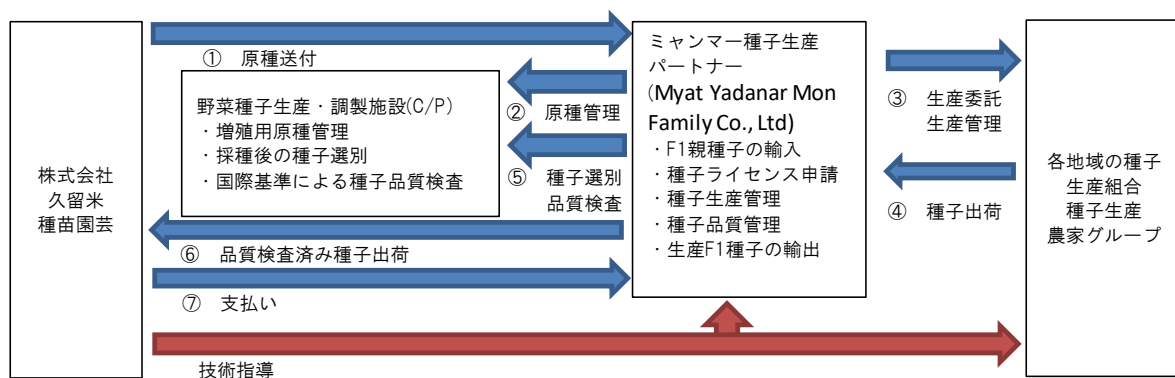 株式会社
久留米
種苗園芸
① 原種送付
野菜種子生産・調製施設(C/P)
・増殖用原種管理
・採種後の種子選別
・国際基準による種子品質検査
② 原種管理
⑤ 種子選別
品質検査
⑥ 品質検査済み種子出荷
⑦ 支払い
技術指導
ミャンマー種子生産
パートナー
(Myat Yadanar Mon
Family Co., Ltd)
・F1親種子の輸入
・種子ライセンス申請
・種子生産管理
・種子品質管理
・生産F1種子の輸出
③ 生産委託
生産管理
④ 種子出荷
各地域の種子
生産組合
種子生産
農家グループ